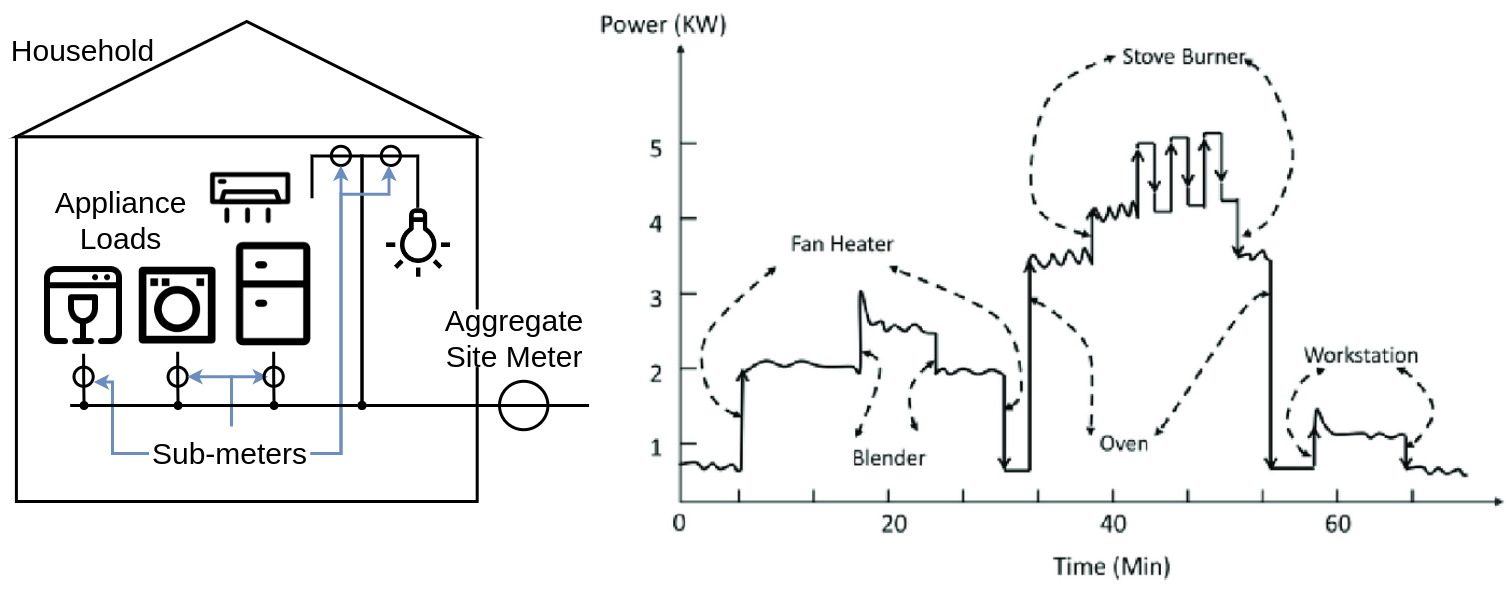 Household
Appliance
Loads
Aggregate
Site Meter
Sub-meters
Power (KW)
Stove Burner
5
4
Fan Heater
3
Workstation
2
Oven
1
Blender
0
20
40
60
Time (Min)